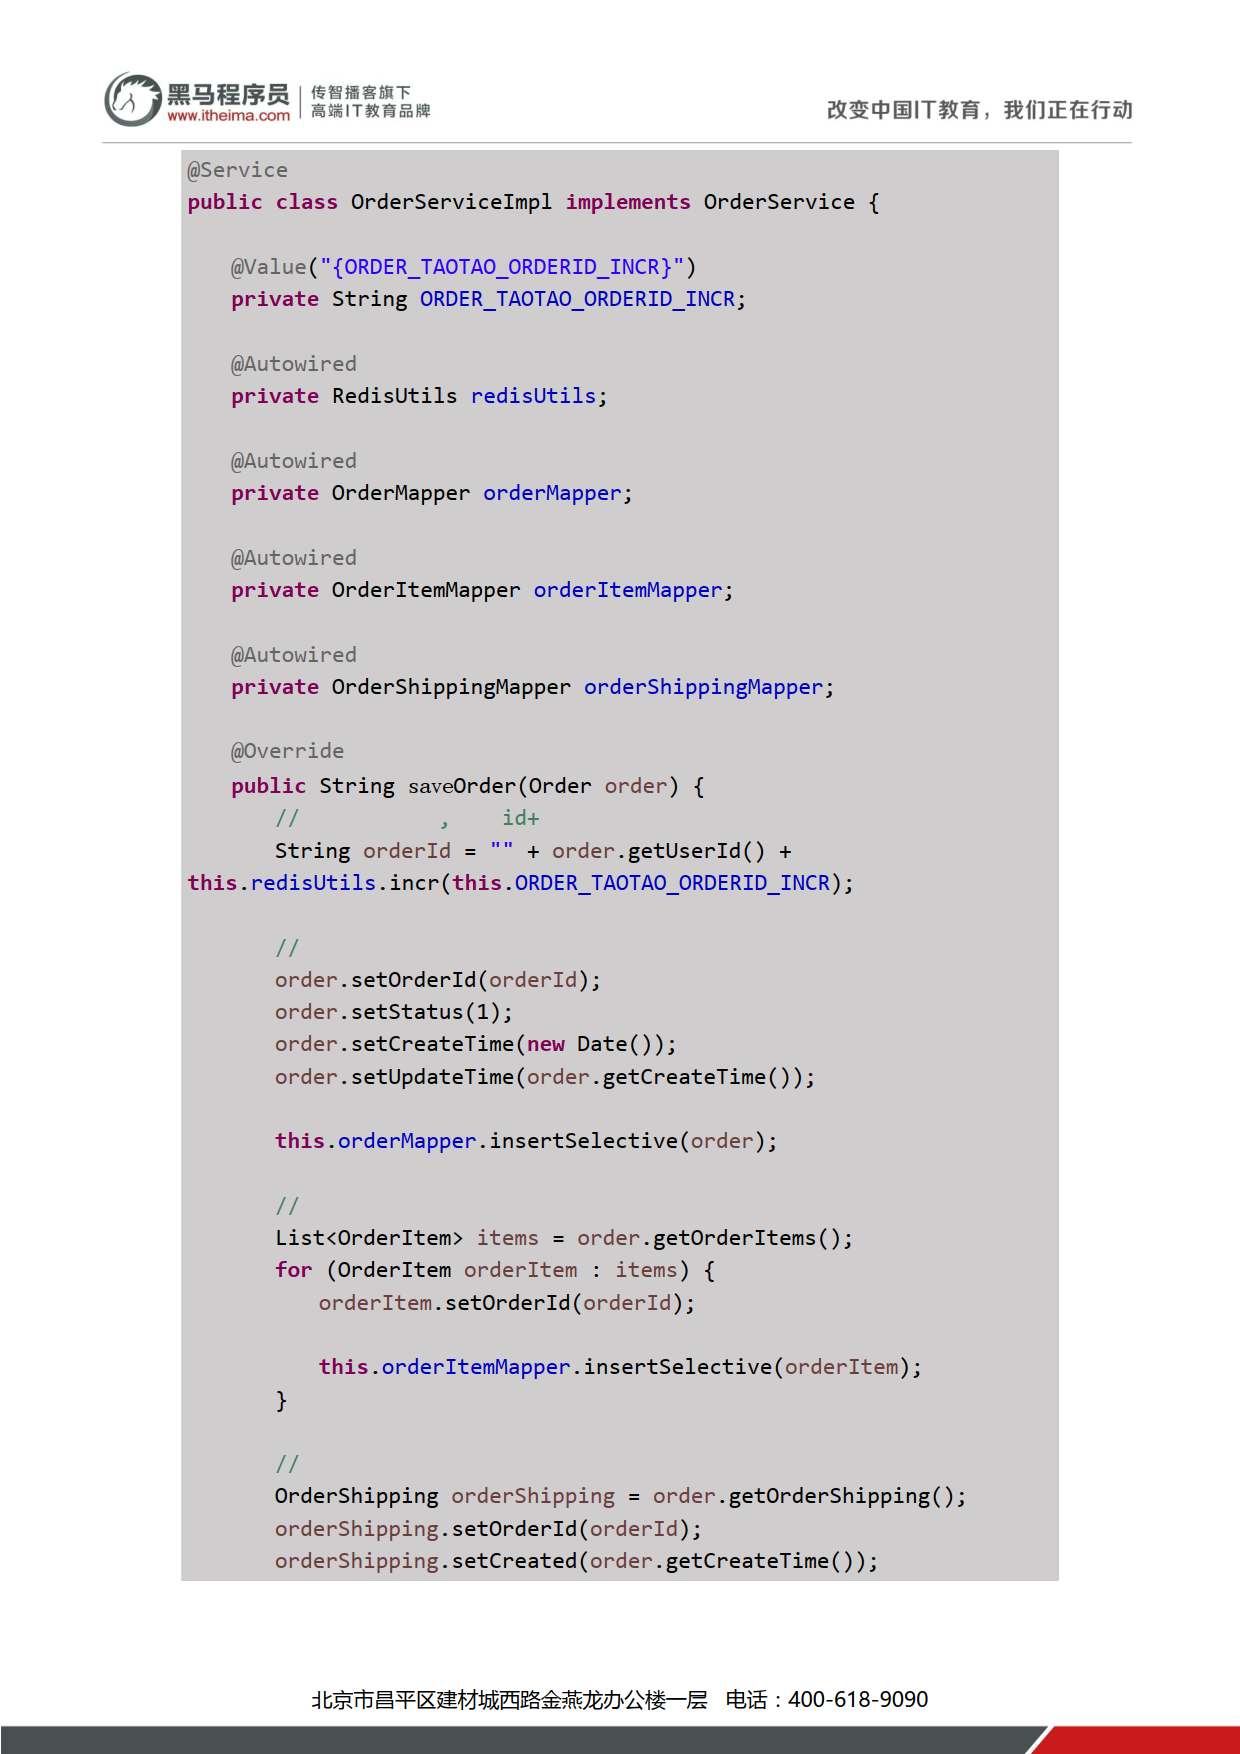 黑马程序员
www.itheima.com
传智播客旗下
高端IT教育品牌
改变中国IT教育，我们正在行动
@Service
public class OrderServiceImpl implements OrderService {
@Value("{ORDER_TAOTAO_ORDERID_INCR}")
private String ORDER_TAOTAO_ORDERID_INCR;
@Autowired
private RedisUtils redisUtils;
@Autowired
private OrderMapper orderMapper;
@Autowired
private OrderItemMapper orderItemMapper;
@Autowired
private OrderShippingMapper orderShippingMapper;
@Override
public String saveOrder(Order order) {
// , id+
String orderId = "" + order.getUserId() +
this.redisUtils.incr(this.ORDER_TAOTAO_ORDERID_INCR);
//
order.setOrderId(orderId);
order.setStatus(1);
order.setCreateTime(new Date());
order.setUpdateTime(order.getCreateTime());
this.orderMapper.insertSelective(order);
//
List<OrderItem> items = order.getOrderItems();
for (OrderItem orderItem : items) {
orderItem.setOrderId(orderId);
this.orderItemMapper.insertSelective(orderItem);
}
//
OrderShipping orderShipping = order.getOrderShipping();
orderShipping.setOrderId(orderId);
orderShipping.setCreated(order.getCreateTime());
北京市昌平区建材城西路金燕龙办公楼一层 电话：400-618-9090